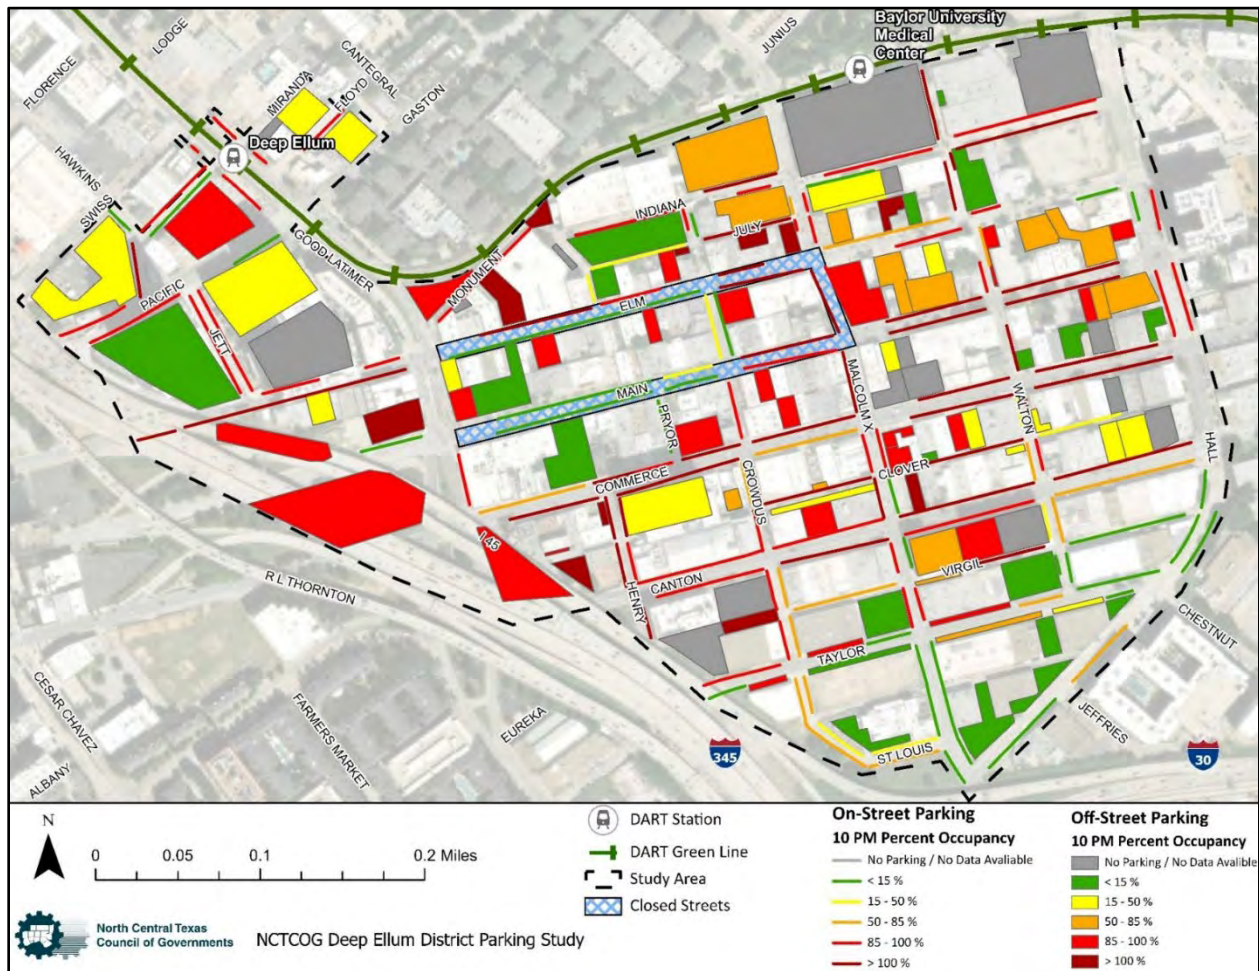 Baylor University
Medical
Center
LODGE
FLORENCE
CANTEGRAL
MIRANDA
FLOYD
GASTON
JUNIUS
Deep Ellum
HAWKINS
SWISS
INDIANA
JULY
GOOD LATIMER
MONUMENT
PACIFIC
JETT
ELM
MAIN
PRYOR
MALCOLM X
WALTON
HALL
COMMERCE
CROWDUS
CLOVER
I 45
R L THORNTON
HENRY
CANTON
VIRGIL
CHESTNUT
TAYLOR
CESAR CHAVEZ
FARMERS MARKET
EUREKA
ST LOUIS
JEFFRIES
ALBANY
345
30
N
0 0.05 0.1 0.2 Miles
DART Station
DART Green Line
Study Area
Closed Streets
On-Street Parking
10 PM Percent Occupancy
No Parking / No Data Avaliable
< 15 %
15 - 50 %
50 - 85 %
85 - 100 %
> 100 %
Off-Street Parking
10 PM Percent Occupancy
No Parking / No Data Avalible
< 15 %
15 - 50 %
50 - 85 %
85 - 100 %
> 100 %
North Central Texas
Council of Governments
NCTCOG Deep Ellum District Parking Study